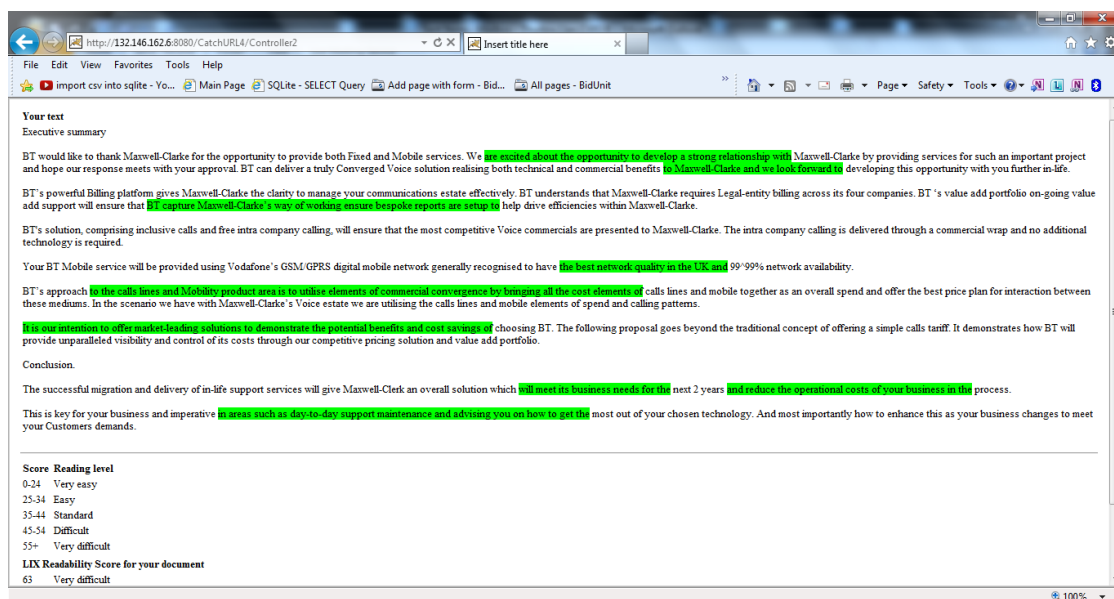 http://132.146.162.6:8080/CatchURL4/Controller2
Insert title here
File Edit View Favorites Tools Help
import csv into sqlite - Yo... Main Page SQLite - SELECT Query Add page with form - Bid... All pages - BidUnit
Page Safety Tools
Your text
Executive summary
BT would like to thank Maxwell-Clarke for the opportunity to provide both Fixed and Mobile services. We are excited about the opportunity to develop a strong relationship with Maxwell-Clarke by providing services for such an important project
and hope our response meets with your approval. BT can deliver a truly Converged Voice solution realising both technical and commercial benefits to Maxwell-Clarke and we look forward to developing this opportunity with you further in-life.
BT's powerful Billing platform gives Maxwell-Clarke the clarity to manage your communications estate effectively. BT understands that Maxwell-Clarke requires Legal-entity billing across its four companies. BT 's value add portfolio on-going value
add support will ensure that BT capture Maxwell-Clarke's way of working ensure bespoke reports are setup to help drive efficiencies within Maxwell-Clarke.
BT's solution, comprising inclusive calls and free intra company calling, will ensure that the most competitive Voice commercials are presented to Maxwell-Clarke. The intra company calling is delivered through a commercial wrap and no additional
technology is required.
Your BT Mobile service will be provided using Vodafone's GSM/GPRS digital mobile network generally recognised to have the best network quality in the UK and 99^99% network availability.
BT's approach to the calls lines and Mobility product area is to utilise elements of commercial convergence by bringing all the cost elements of calls lines and mobile together as an overall spend and offer the best price plan for interaction between
these mediums. In the scenario we have with Maxwell-Clarke's Voice estate we are utilising the calls lines and mobile elements of spend and calling patterns.
It is our intention to offer market-leading solutions to demonstrate the potential benefits and cost savings of choosing BT. The following proposal goes beyond the traditional concept of offering a simple calls tariff. It demonstrates how BT will
provide unparalleled visibility and control of its costs through our competitive pricing solution and value add portfolio.
Conclusion.
The successful migration and delivery of in-life support services will give Maxwell-Clerk an overall solution which will meet its business needs for the next 2 years and reduce the operational costs of your business in the process.
This is key for your business and imperative in areas such as day-to-day support maintenance and advising you on how to get the most out of your chosen technology. And most importantly how to enhance this as your business changes to meet
your Customers demands.
Score Reading level
0-24 Very easy
25-34 Easy
35-44 Standard
45-54 Difficult
55+ Very difficult
LIX Readability Score for your document
63 Very difficult
100%